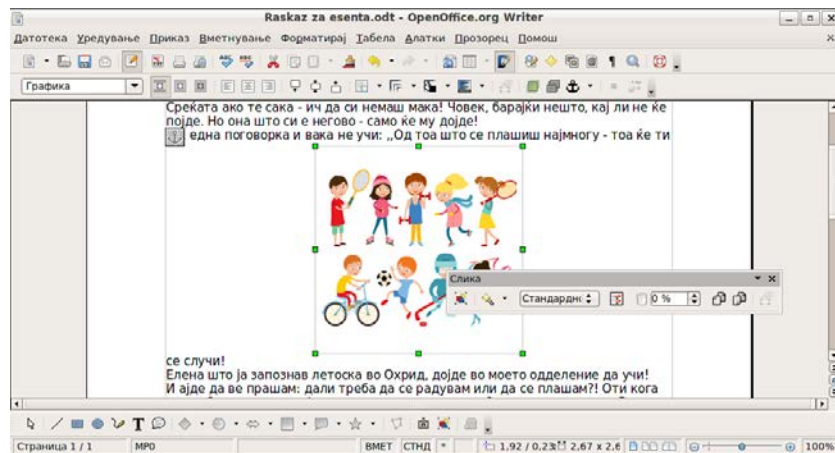 Raskaz za esenta.odt - OpenOffice.org Writer
Датотека Уредување Приказ Вметнување Форматирај Табела Алатки Прозорец Помош
Графика
Среќата ако те сака - ич да си немаш мака! Човек, барајќи нешто, кај ли не ќе
појде. Но она што си е негово - само ќе му дојде!
една поговорка и вака не учи: „Од тоа што се плашиш најмногу - тоа ќе ти
Слика
Стандардно
0 %
се случи!
Елена што ја запознав летоска во Охрид, дојде во моето одделение да учи!
И ајде да ве прашам: дали треба да се радувам или да се плашам?! Оти кога
Страница 1 / 1 МР0 ВМЕТ СТНД * 1,92 / 0,23 2,67 x 2,6 100%